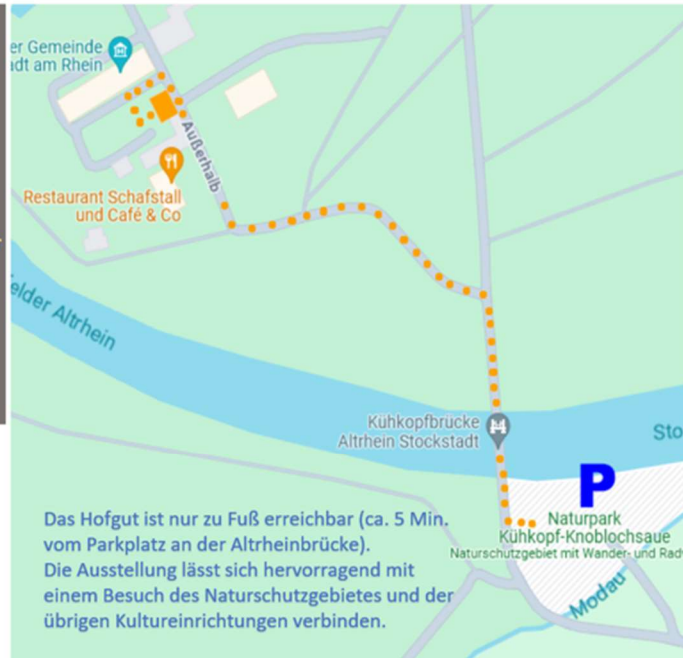 er Gemeinde
dt am Rhein
Außerhalb
Restaurant Schafstall
und Café & Co
elder Altrhein
Kühkopfbrücke
Altrhein Stockstadt
Sto
P
Naturpark
Kühkopf-Knoblochsaue
Naturschutzgebiet mit Wander- und Rad
Modau
Das Hofgut ist nur zu Fuß erreichbar (ca. 5 Min.
vom Parkplatz an der Altrheinbrücke).
Die Ausstellung lässt sich hervorragend mit
einem Besuch des Naturschutzgebietes und der
übrigen Kultureinrichtungen verbinden.